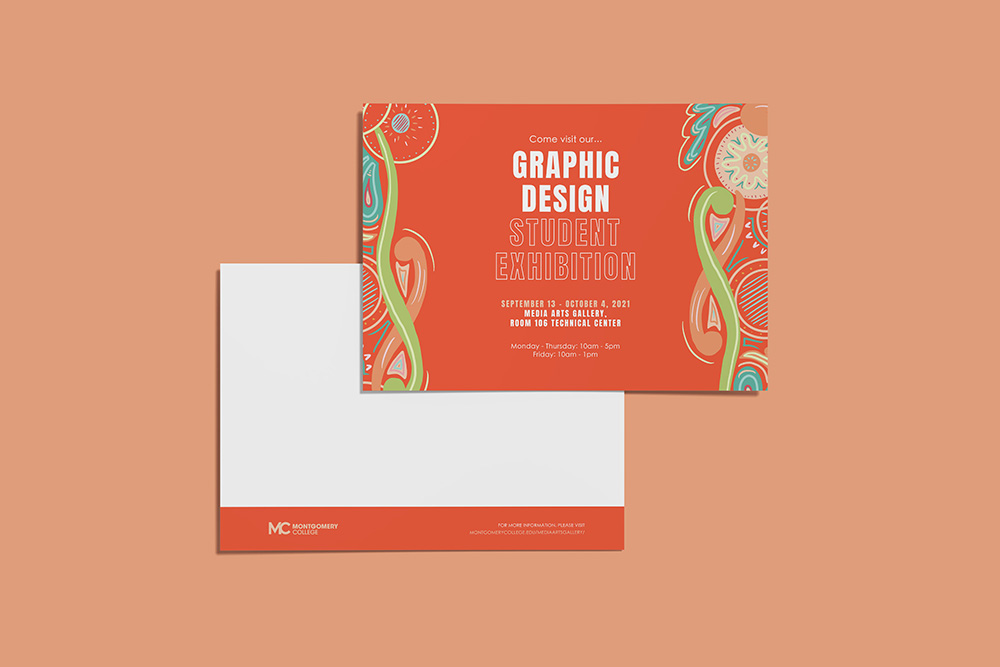 Come visit our...
GRAPHIC
DESIGN
STUDENT
EXHIBITION
SEPTEMBER 13 - OCTOBER 4, 2021
MEDIA ARTS GALLERY,
ROOM 106 TECHNICAL CENTER
Monday - Thursday: 10am - 5pm
Friday: 10am - 1pm
MC MONTGOMERY
COLLEGE
FOR MORE INFORMATION, PLEASE VISIT
MONTGOMERYCOLLEGE.EDU/MEDIAARTSGALLERY/